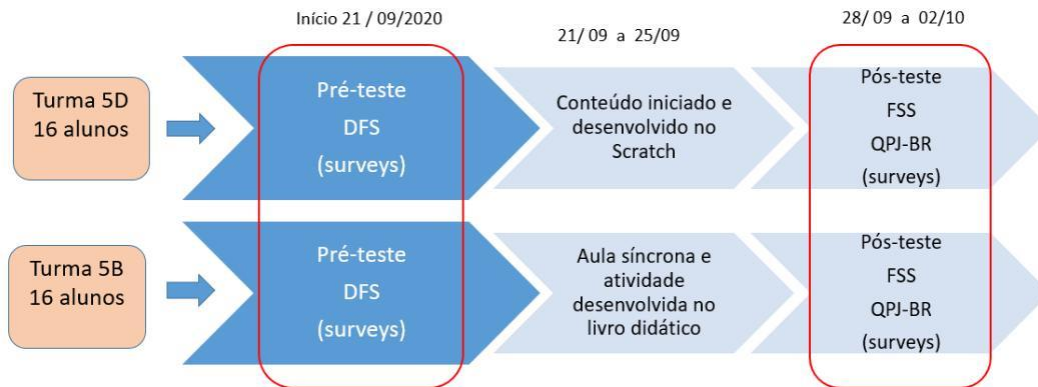 Início 21 / 09/2020
21/ 09 a 25/09
28/ 09 a 02/10
Turma 5D
16 alunos
Pré-teste
DFS
(surveys)
Conteúdo iniciado e
desenvolvido no
Scratch
Pós-teste
FSS
QPJ-BR
(surveys)
Turma 5B
16 alunos
Pré-teste
DFS
(surveys)
Aula síncrona e
atividade
desenvolvida no
livro didático
Pós-teste
FSS
QPJ-BR
(surveys)